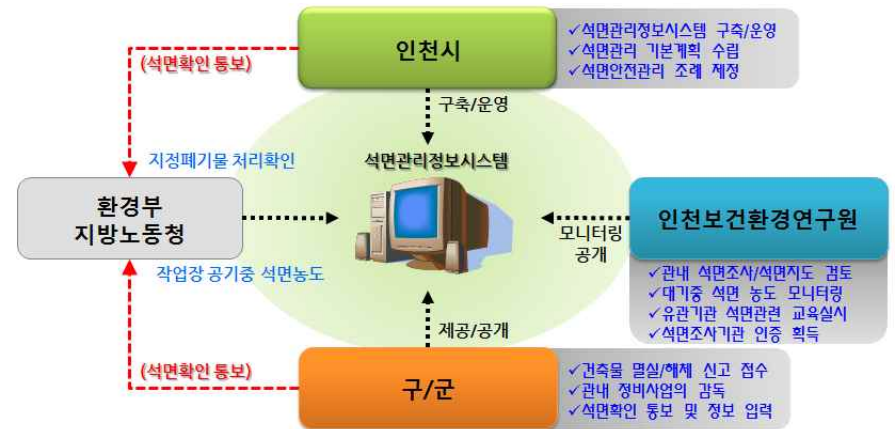 인천시
✓석면관리정보시스템 구축/운영
✓석면관리 기본계획 수립
✓석면안전관리 조례 제정
(석면확인 통보)
구축/운영
지정폐기물 처리확인
석면관리정보시스템
환경부
지방노동청
모니터링
공개
인천보건환경연구원
✓관내 석면조사/석면지도 검토
✓대기중 석면 농도 모니터링
✓유관기관 석면관련 교육실시
✓석면조사기관 인증 획득
작업장 공기중 석면농도
제공/공개
(석면확인 통보)
구/군
✓건축물 멸실/해체 신고 접수
✓관내 정비사업의 감독
✓석면확인 통보 및 정보 입력